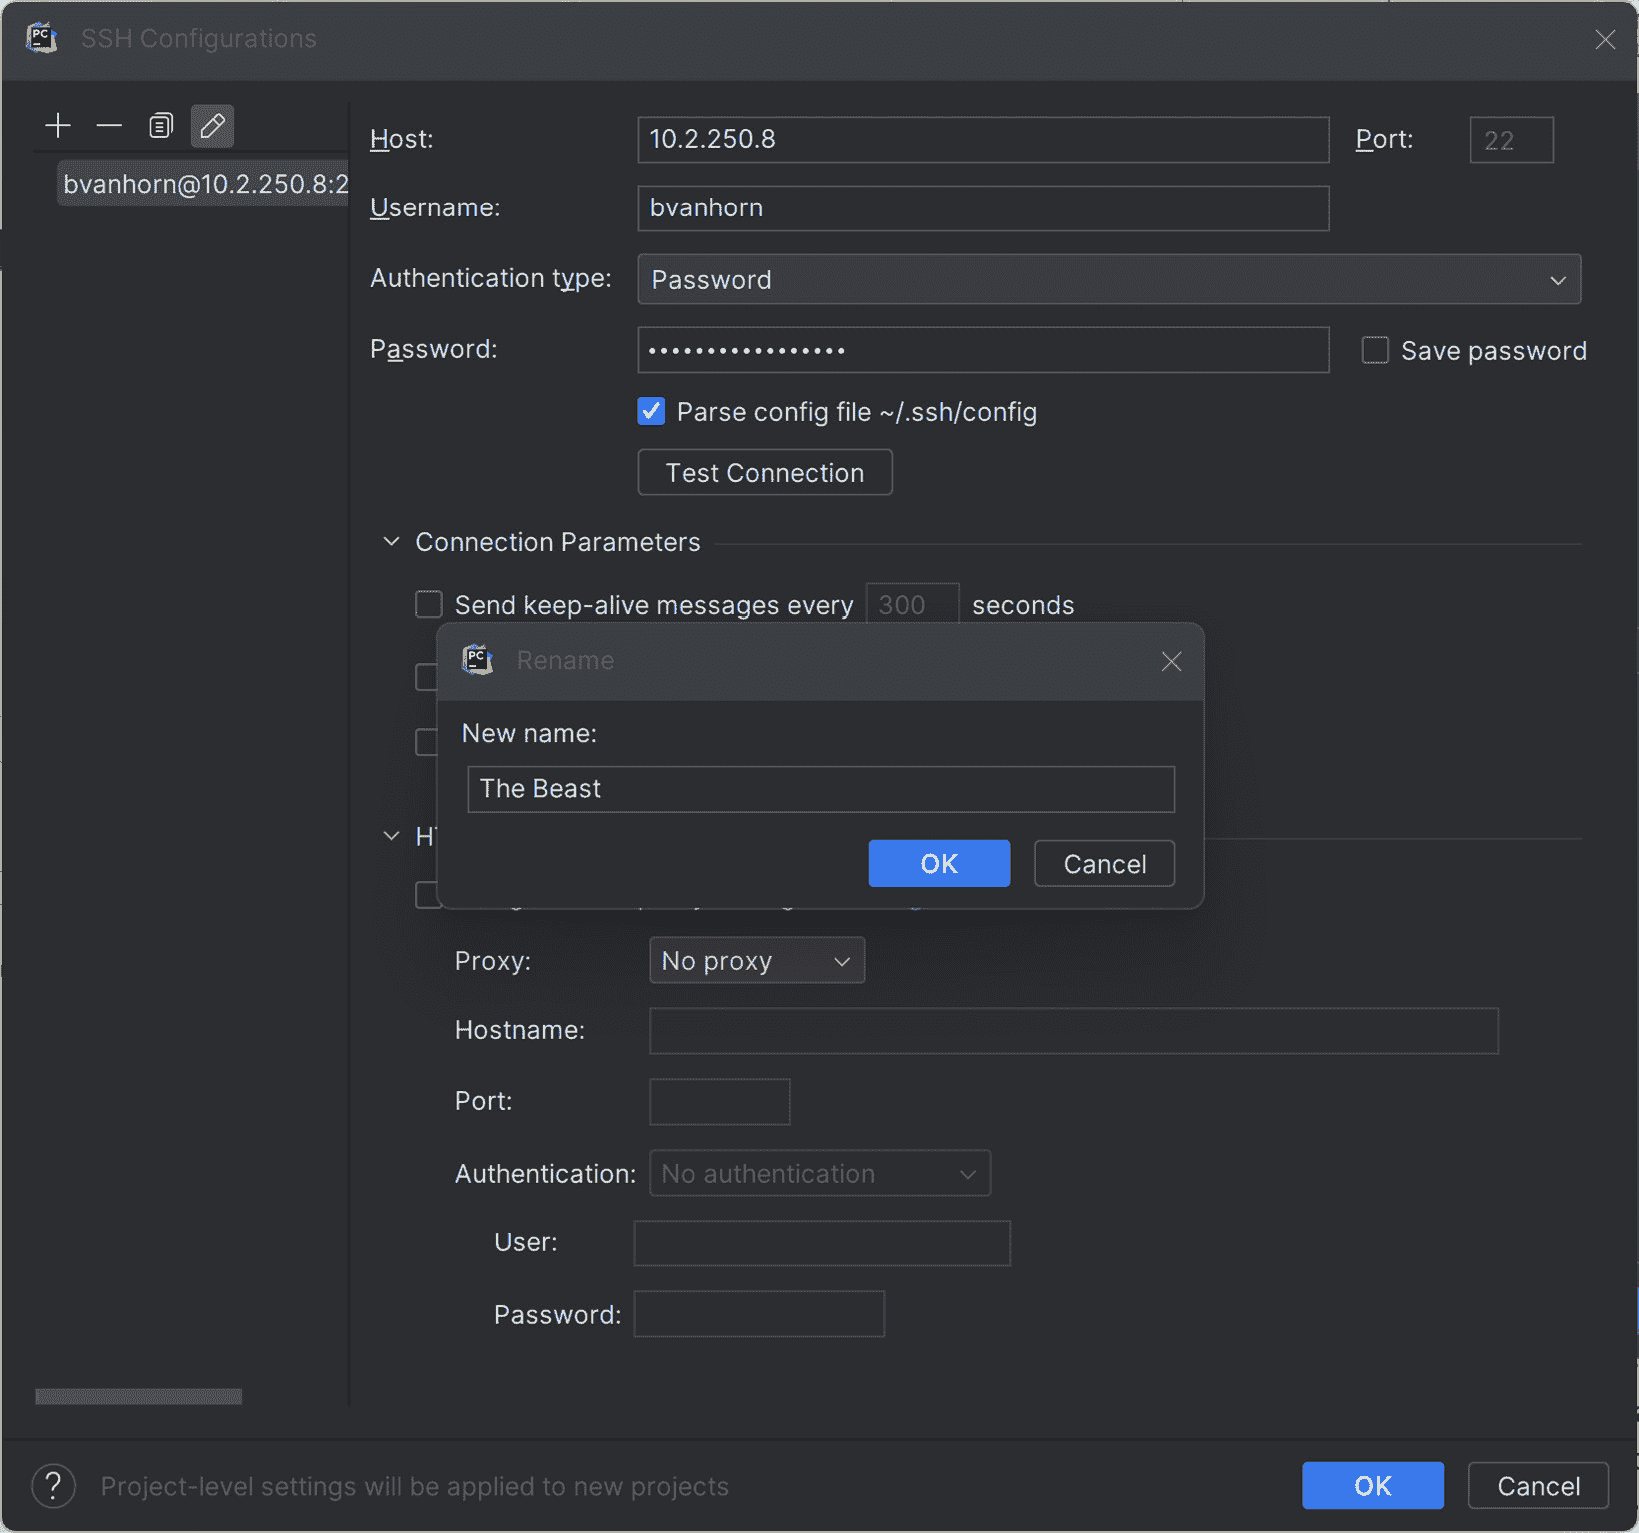 PC
SSH Configurations
bvanhorn@10.2.250.8:2
Host: 10.2.250.8 Port: 22
Username: bvanhorn
Authentication type: Password
Password: ••••••••••••••••• Save password
Parse config file ~/.ssh/config
Test Connection
Connection Parameters
Send keep-alive messages every 300 seconds
PC
Rename
New name:
The Beast
OK Cancel
Proxy: No proxy
Hostname:
Port:
Authentication: No authentication
User:
Password:
? Project-level settings will be applied to new projects
OK Cancel